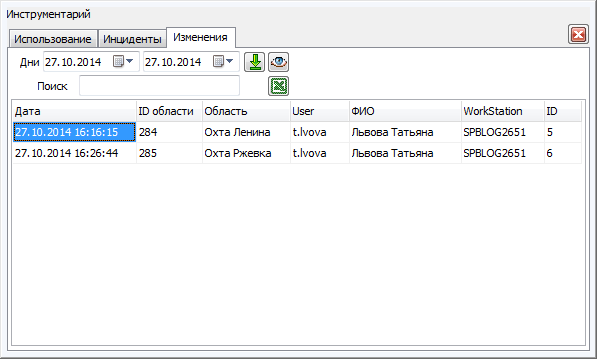 Инструментарий
Использование Инциденты Изменения
Дни 27.10.2014 27.10.2014
Поиск
Дата ID области Область User ФИО WorkStation ID
27.10.2014 16:16:15 284 Охта Ленина t.lvova Львова Татьяна SPBLOG2651 5
27.10.2014 16:26:44 285 Охта Ржевка t.lvova Львова Татьяна SPBLOG2651 6